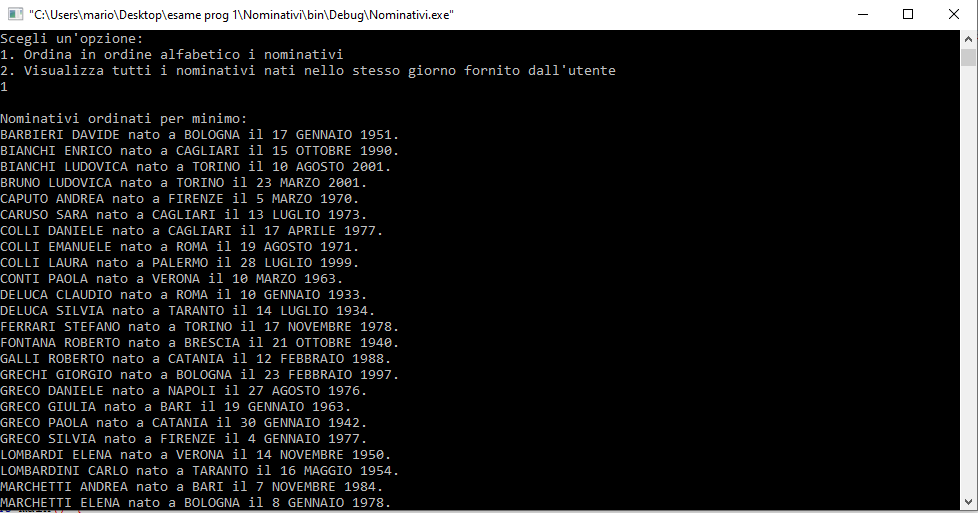 "C:\Users\mario\Desktop\esame prog 1\Nominativi\bin\Debug\Nominativi.exe"
Scegli un'opzione:
1. Ordina in ordine alfabetico i nominativi
2. Visualizza tutti i nominativi nati nello stesso giorno fornito dall'utente
1
Nominativi ordinati per minimo:
BARBIERI DAVIDE nato a BOLOGNA il 17 GENNAIO 1951.
BIANCHI ENRICO nato a CAGLIARI il 15 OTTOBRE 1990.
BIANCHI LUDOVICA nato a TORINO il 10 AGOSTO 2001.
BRUNO LUDOVICA nato a TORINO il 23 MARZO 2001.
CAPUTO ANDREA nato a FIRENZE il 5 MARZO 1970.
CARUSO SARA nato a CAGLIARI il 13 LUGLIO 1973.
COLLI DANIELE nato a CAGLIARI il 17 APRILE 1977.
COLLI EMANUELE nato a ROMA il 19 AGOSTO 1971.
COLLI LAURA nato a PALERMO il 28 LUGLIO 1999.
CONTI PAOLA nato a VERONA il 10 MARZO 1963.
DELUCA CLAUDIO nato a ROMA il 10 GENNAIO 1933.
DELUCA SILVIA nato a TARANTO il 14 LUGLIO 1934.
FERRARI STEFANO nato a TORINO il 17 NOVEMBRE 1978.
FONTANA ROBERTO nato a BRESCIA il 21 OTTOBRE 1940.
GALLI ROBERTO nato a CATANIA il 12 FEBBRAIO 1988.
GRECHI GIORGIO nato a BOLOGNA il 23 FEBBRAIO 1997.
GRECO DANIELE nato a NAPOLI il 27 AGOSTO 1976.
GRECO GIULIA nato a BARI il 19 GENNAIO 1963.
GRECO PAOLA nato a CATANIA il 30 GENNAIO 1942.
GRECO SILVIA nato a FIRENZE il 4 GENNAIO 1977.
LOMBARDI ELENA nato a VERONA il 14 NOVEMBRE 1950.
LOMBARDINI CARLO nato a TARANTO il 16 MAGGIO 1954.
MARCHETTI ANDREA nato a BARI il 7 NOVEMBRE 1984.
MARCHETTI ELENA nato a BOLOGNA il 8 GENNAIO 1978.